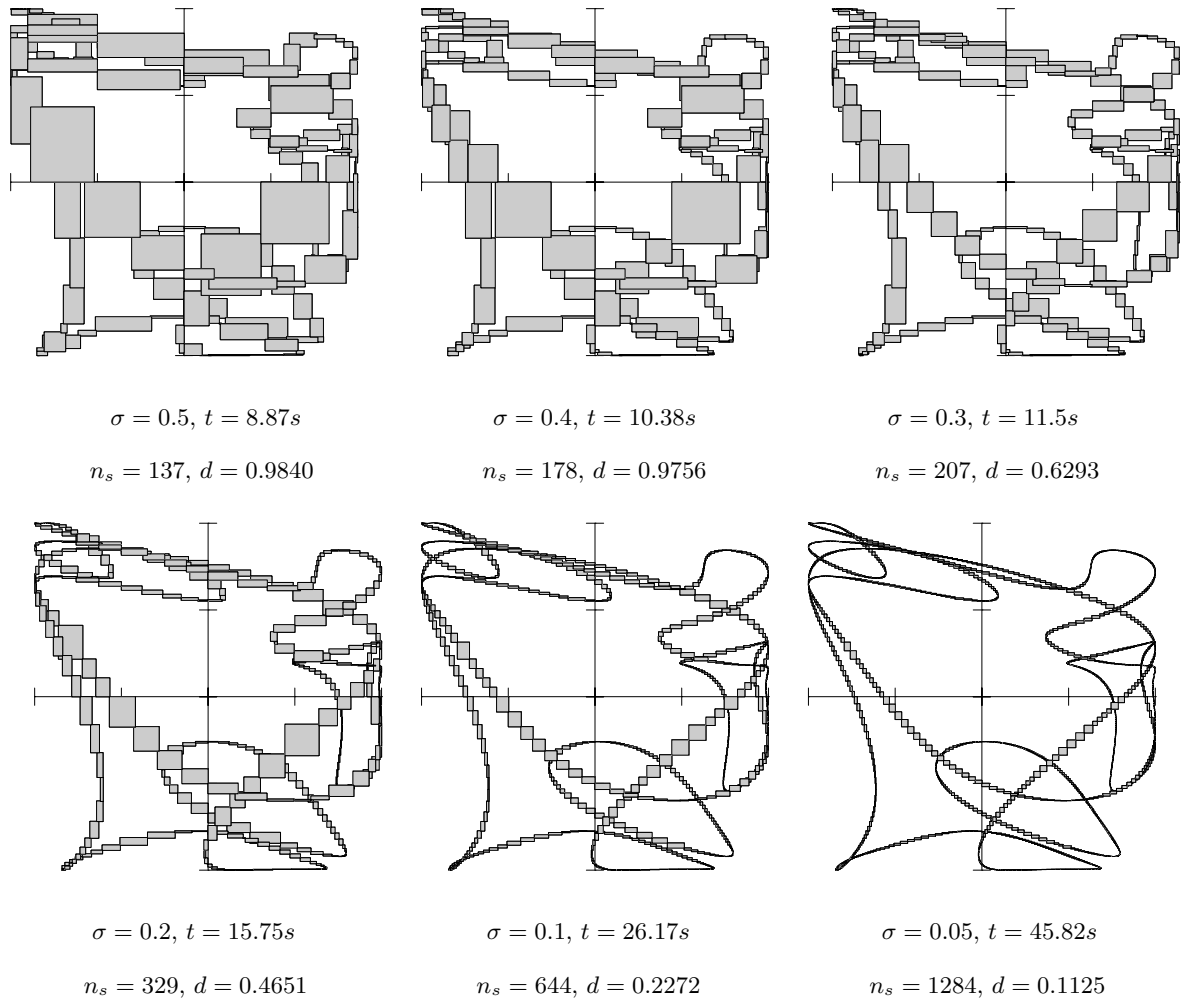 σ = 0.5, t = 8.87s
n_s = 137, d = 0.9840
σ = 0.4, t = 10.38s
n_s = 178, d = 0.9756
σ = 0.3, t = 11.5s
n_s = 207, d = 0.6293
σ = 0.2, t = 15.75s
n_s = 329, d = 0.4651
σ = 0.1, t = 26.17s
n_s = 644, d = 0.2272
σ = 0.05, t = 45.82s
n_s = 1284, d = 0.1125